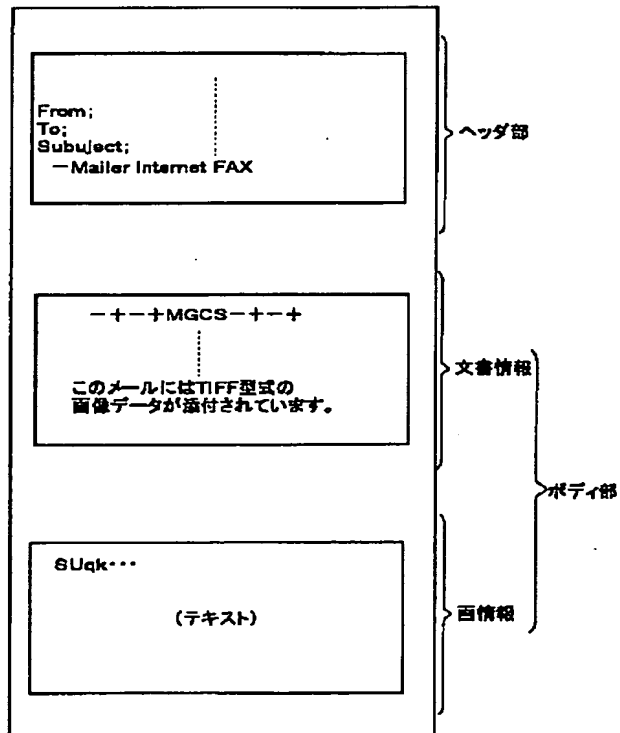 From;
To;
Subuject;
−Mailer Internet FAX
ヘッダ部
−+−+MGCS−+−+
このメールにはTIFF型式の
画像データが添付されています。
文書情報
ボディ部
SUqk･･･
(テキスト)
画情報